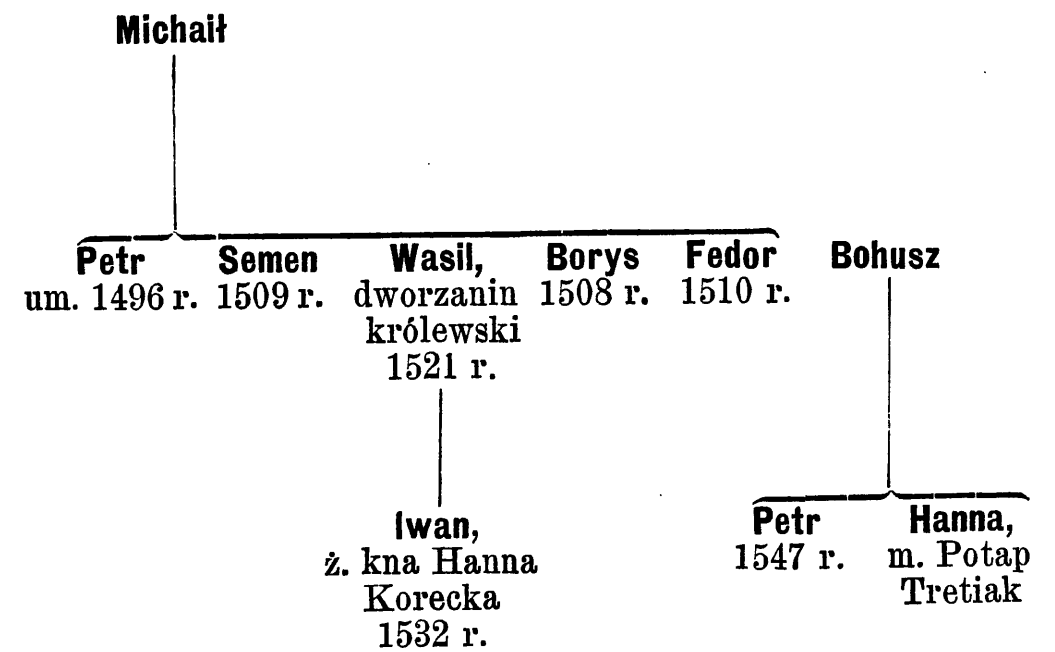 Michaił
Petr Semen Wasil, Borys Fedor Bohusz
um. 1496 r. 1509 r. dworzanin 1508 r. 1510 r.
królewski
1521 r.
Iwan,
ż. kna Hanna
Korecka
1532 r.
Petr Hanna,
1547 r. m. Potap
Tretiak